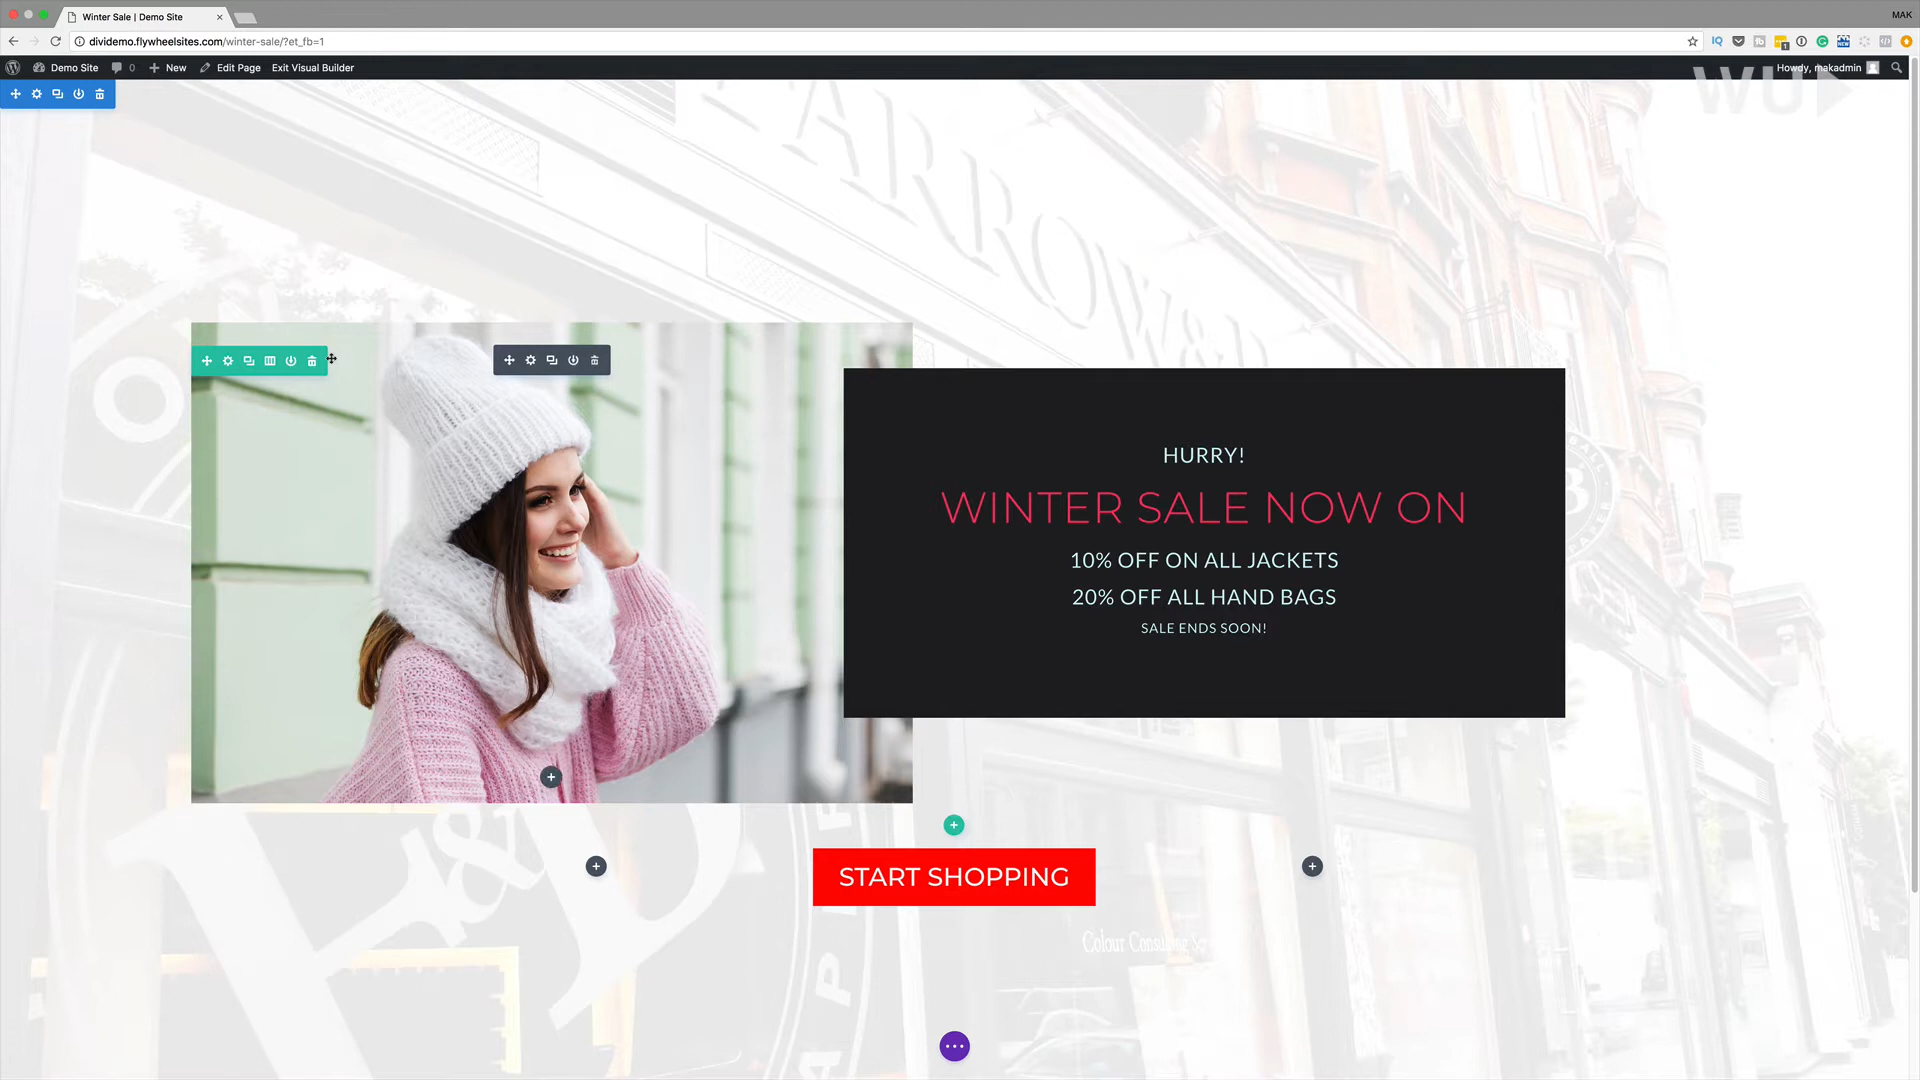 MAK
Winter Sale | Demo Site
dividemo.flywheelsites.com/winter-sale/?et_fb=1
Demo Site 0 New Edit Page Exit Visual Builder
Howdy, makadmin
HURRY!
WINTER SALE NOW ON
10% OFF ON ALL JACKETS
20% OFF ALL HAND BAGS
SALE ENDS SOON!
START SHOPPING